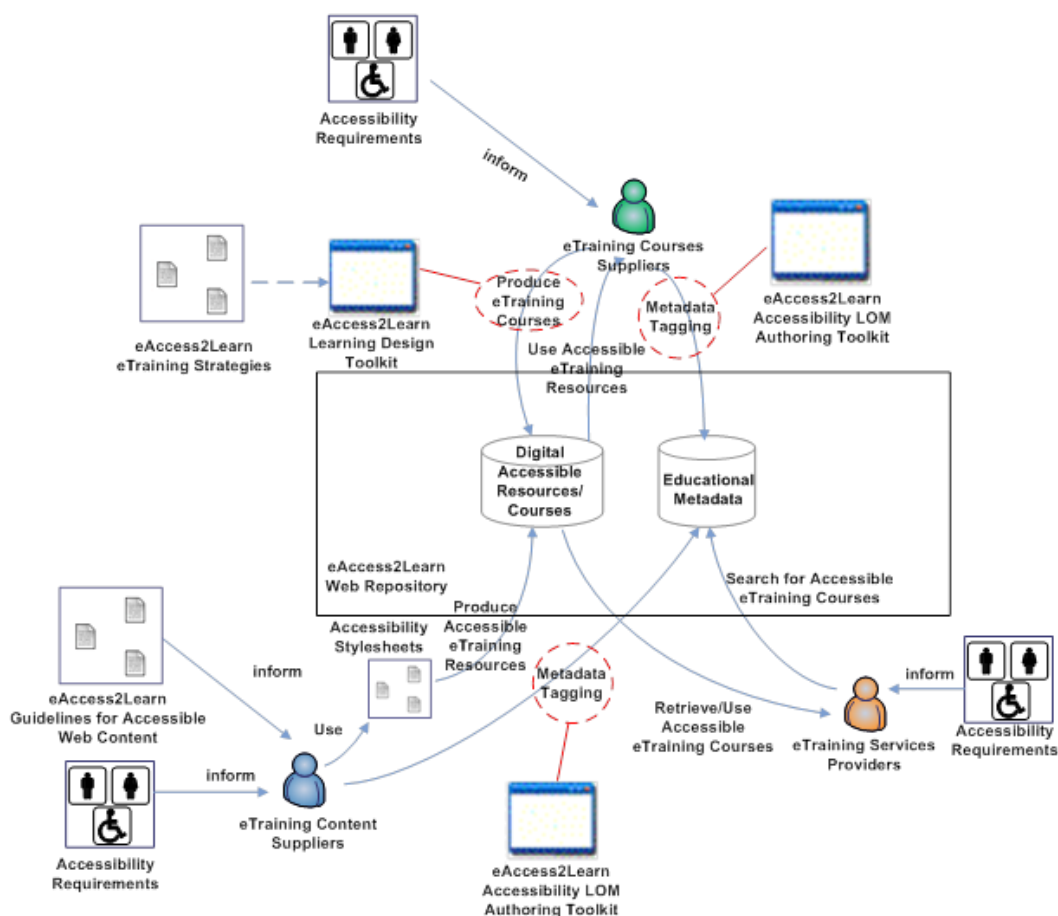 Accessibility
Requirements
inform
eTraining Courses
Suppliers
Produce
eTraining
Courses
Metadata
Tagging
eAccess2Learn
Accessibility LOM
Authoring Toolkit
eAccess2Learn
eTraining Strategies
eAccess2Learn
Learning Design
Toolkit
Use Accessible
eTraining
Resources
Digital
Accessible
Resources/
Courses
Educational
Metadata
eAccess2Learn
Web Repository
Search for Accessible
eTraining Courses
Produce
Accessible
eTraining
Resources
Accessibility
Stylesheets
Metadata
Tagging
inform
eAccess2Learn
Guidelines for Accessible
Web Content
Use
Retrieve/Use
Accessible
eTraining Courses
inform
eTraining Services
Providers
Accessibility
Requirements
inform
eTraining Content
Suppliers
Accessibility
Requirements
eAccess2Learn
Accessibility LOM
Authoring Toolkit